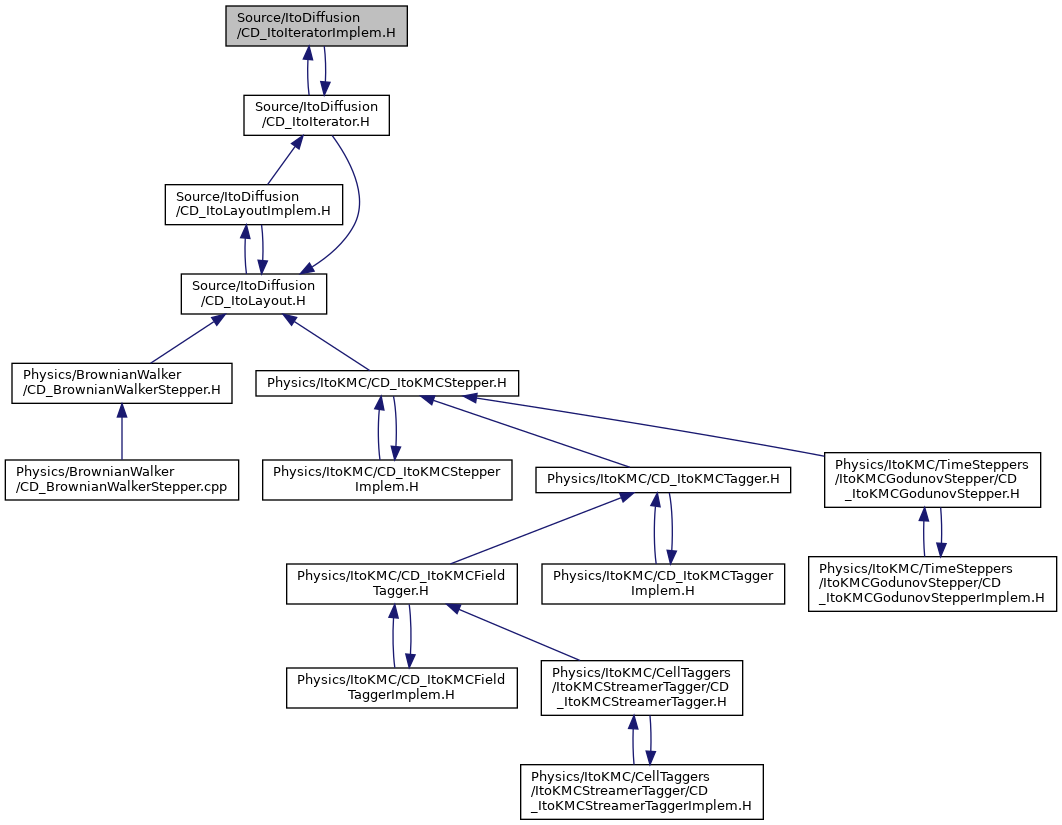 Source/ItoDiffusion
/CD_ItoIteratorImplem.H
Source/ItoDiffusion
/CD_ItoIterator.H
Source/ItoDiffusion
/CD_ItoLayoutImplem.H
Source/ItoDiffusion
/CD_ItoLayout.H
Physics/BrownianWalker
/CD_BrownianWalkerStepper.H
Physics/ItoKMC/CD_ItoKMCStepper.H
Physics/BrownianWalker
/CD_BrownianWalkerStepper.cpp
Physics/ItoKMC/CD_ItoKMCStepper
Implem.H
Physics/ItoKMC/CD_ItoKMCTagger.H
Physics/ItoKMC/TimeSteppers
/ItoKMCGodunovStepper/CD
_ItoKMCGodunovStepper.H
Physics/ItoKMC/CD_ItoKMCField
Tagger.H
Physics/ItoKMC/CD_ItoKMCTagger
Implem.H
Physics/ItoKMC/TimeSteppers
/ItoKMCGodunovStepper/CD
_ItoKMCGodunovStepperImplem.H
Physics/ItoKMC/CD_ItoKMCField
TaggerImplem.H
Physics/ItoKMC/CellTaggers
/ItoKMCStreamerTagger/CD
_ItoKMCStreamerTagger.H
Physics/ItoKMC/CellTaggers
/ItoKMCStreamerTagger/CD
_ItoKMCStreamerTaggerImplem.H